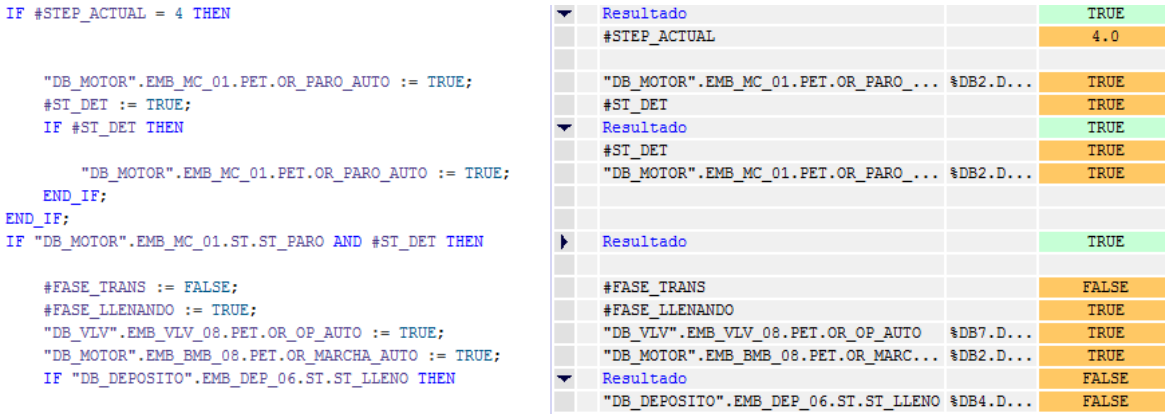 IF #STEP_ACTUAL = 4 THEN Resultado TRUE
#STEP_ACTUAL 4.0
"DB_MOTOR".EMB_MC_01.PET.OR_PARO_AUTO := TRUE; "DB_MOTOR".EMB_MC_01.PET.OR_PARO_... %DB2.D... TRUE
#ST_DET := TRUE; #ST_DET TRUE
IF #ST_DET THEN Resultado TRUE
#ST_DET TRUE
"DB_MOTOR".EMB_MC_01.PET.OR_PARO_AUTO := TRUE; "DB_MOTOR".EMB_MC_01.PET.OR_PARO_... %DB2.D... TRUE
END_IF;
END_IF;
IF "DB_MOTOR".EMB_MC_01.ST.ST_PARO AND #ST_DET THEN Resultado TRUE
#FASE_TRANS := FALSE; #FASE_TRANS FALSE
#FASE_LLENANDO := TRUE; #FASE_LLENANDO TRUE
"DB_VLV".EMB_VLV_08.PET.OR_OP_AUTO := TRUE; "DB_VLV".EMB_VLV_08.PET.OR_OP_AUTO %DB7.D... TRUE
"DB_MOTOR".EMB_BMB_08.PET.OR_MARCHA_AUTO := TRUE; "DB_MOTOR".EMB_BMB_08.PET.OR_MARC... %DB2.D... TRUE
IF "DB_DEPOSITO".EMB_DEP_06.ST.ST_LLENO THEN Resultado FALSE
"DB_DEPOSITO".EMB_DEP_06.ST.ST_LLENO %DB4.D... FALSE